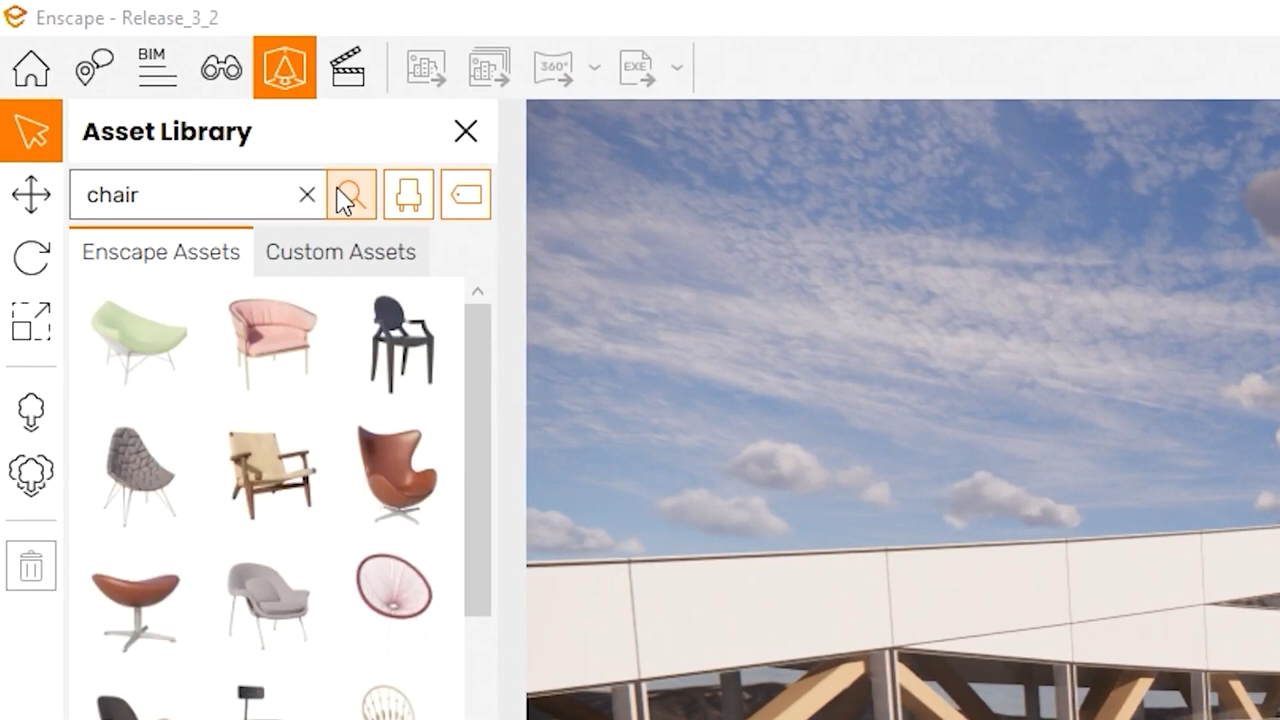 Enscape - Release_3_2
BIM
360°
EXE
Asset Library
chair
Enscape Assets
Custom Assets